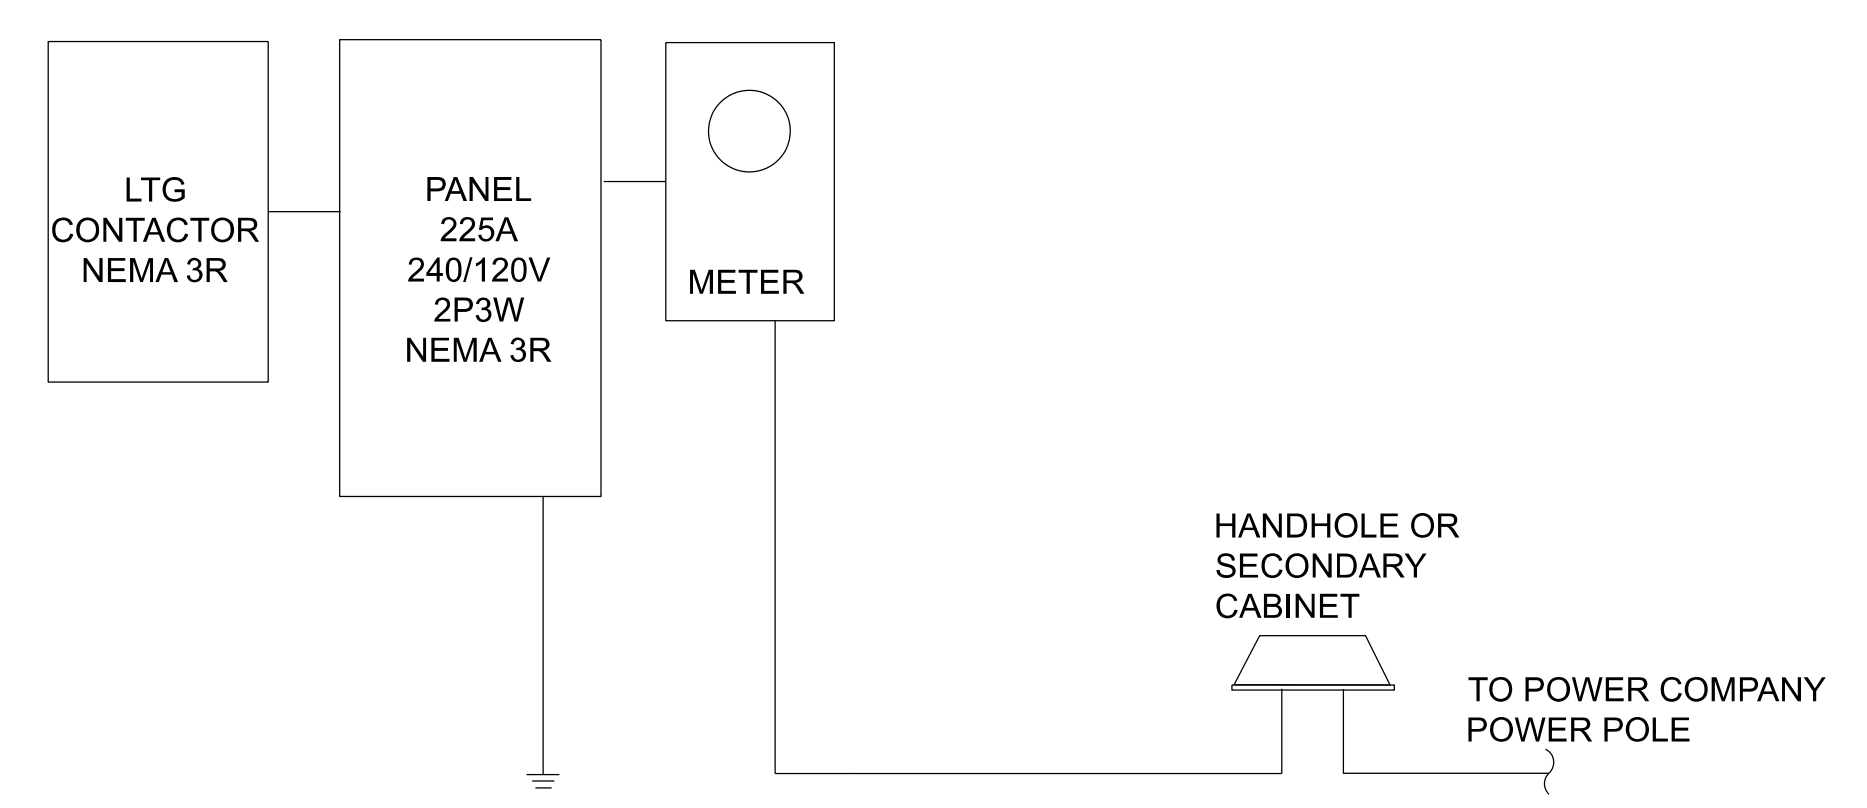 LTG
CONTACTOR
NEMA 3R
PANEL
225A
240/120V
2P3W
NEMA 3R
METER
HANDHOLE OR
SECONDARY
CABINET
TO POWER COMPANY
POWER POLE